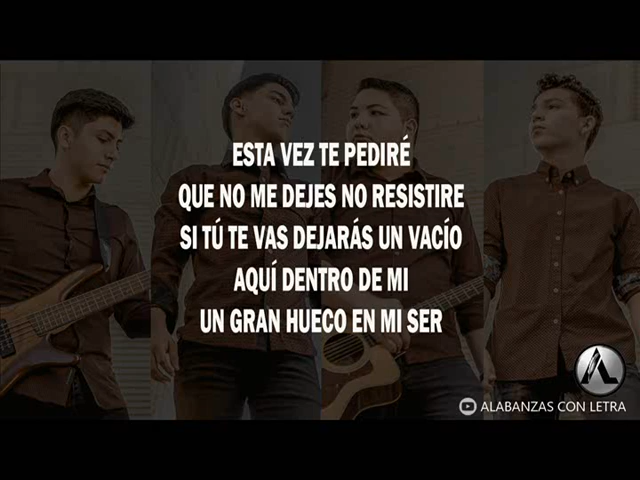 ESTA VEZ TE PEDIRÉ
QUE NO ME DEJES NO RESISTIRE
SI TÚ TE VAS DEJARÁS UN VACÍO
AQUÍ DENTRO DE MI
UN GRAN HUECO EN MI SER
ALABANZAS CON LETRA